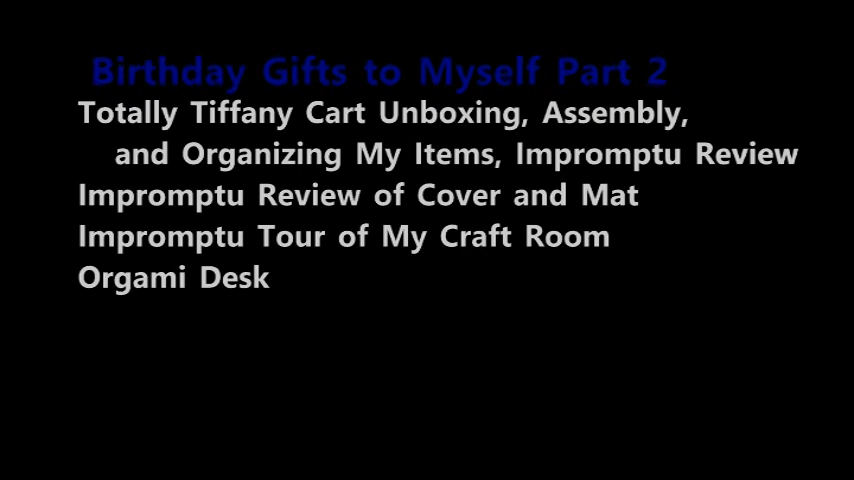 Birthday Gifts to Myself Part 2
Totally Tiffany Cart Unboxing, Assembly,
and Organizing My Items, Impromptu Review
Impromptu Review of Cover and Mat
Impromptu Tour of My Craft Room
Orgami Desk